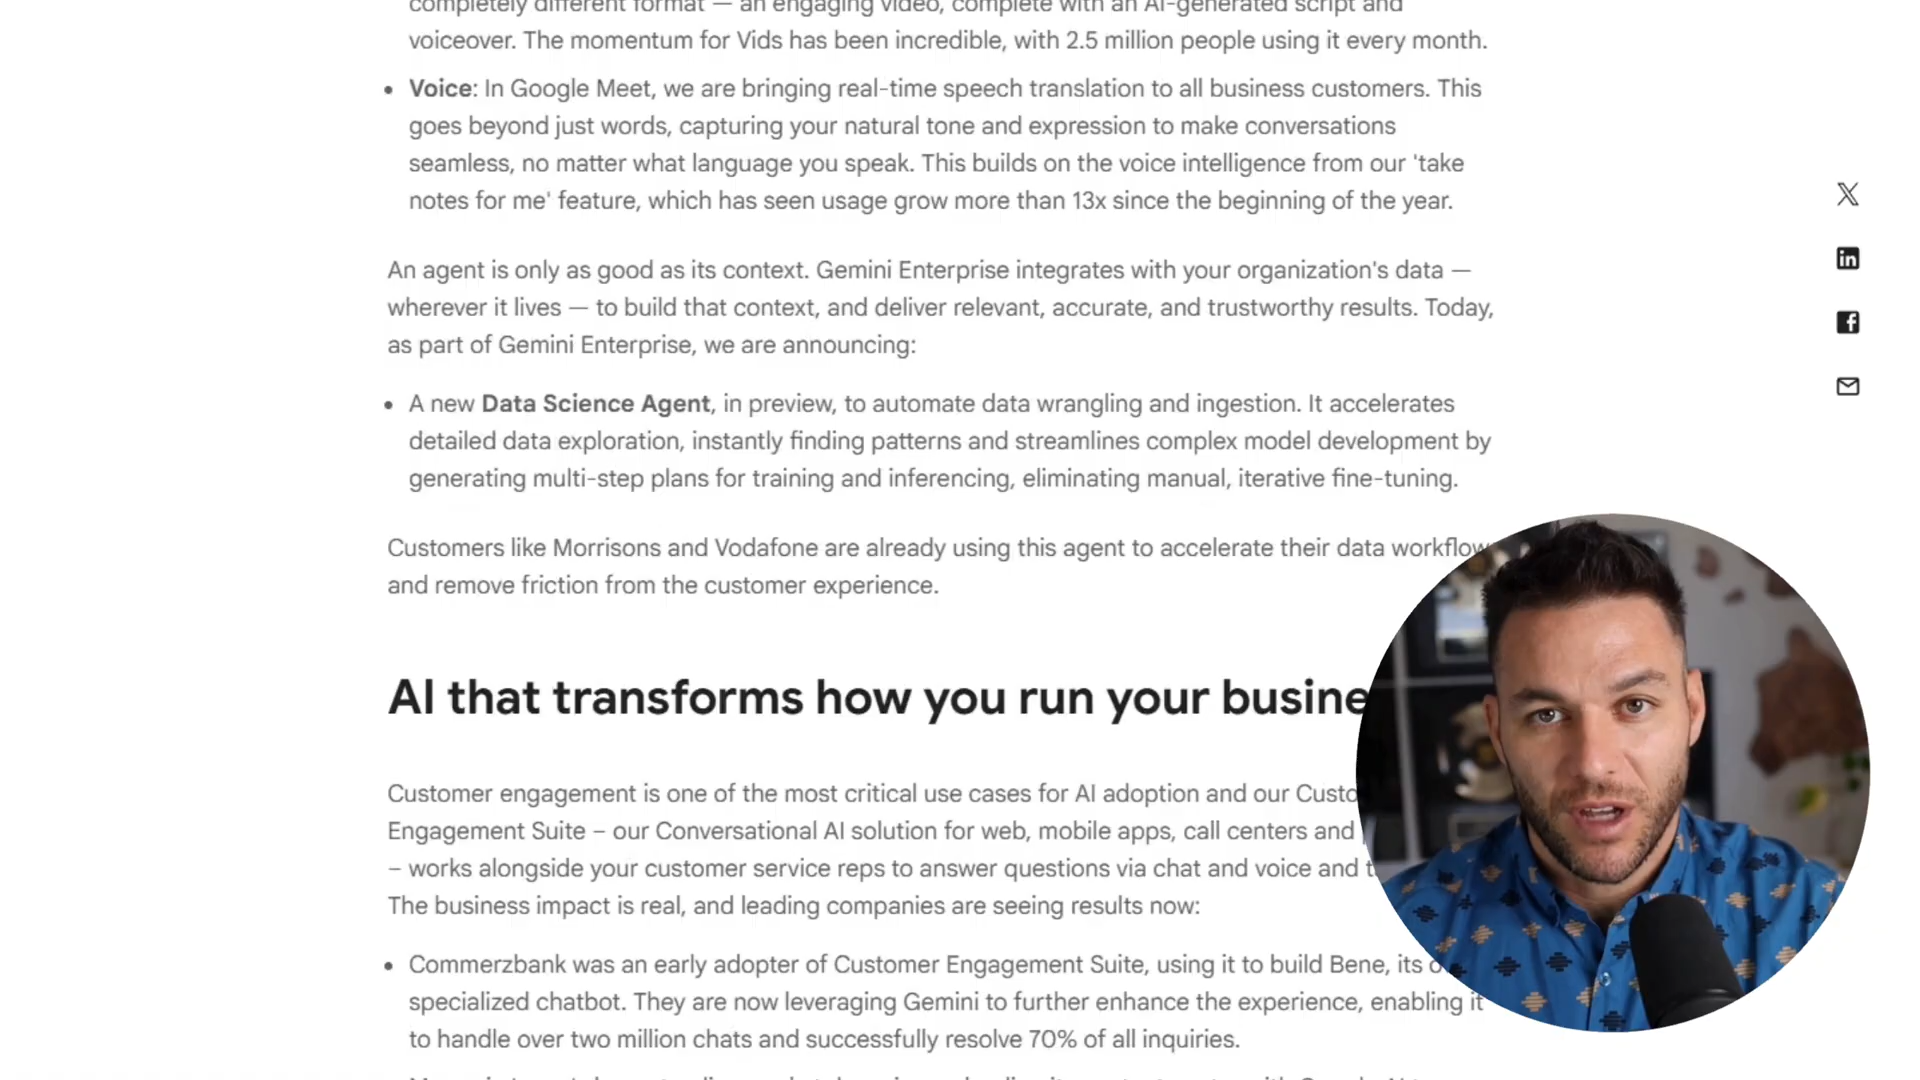 completely different format — an engaging video, complete with an AI-generated script and
voiceover. The momentum for Vids has been incredible, with 2.5 million people using it every month.
• Voice: In Google Meet, we are bringing real-time speech translation to all business customers. This
goes beyond just words, capturing your natural tone and expression to make conversations
seamless, no matter what language you speak. This builds on the voice intelligence from our 'take
notes for me' feature, which has seen usage grow more than 13x since the beginning of the year.
An agent is only as good as its context. Gemini Enterprise integrates with your organization's data —
wherever it lives — to build that context, and deliver relevant, accurate, and trustworthy results. Today,
as part of Gemini Enterprise, we are announcing:
• A new Data Science Agent, in preview, to automate data wrangling and ingestion. It accelerates
detailed data exploration, instantly finding patterns and streamlines complex model development by
generating multi-step plans for training and inferencing, eliminating manual, iterative fine-tuning.
Customers like Morrisons and Vodafone are already using this agent to accelerate their data workflow
and remove friction from the customer experience.
AI that transforms how you run your busine
Customer engagement is one of the most critical use cases for AI adoption and our Custo
Engagement Suite – our Conversational AI solution for web, mobile apps, call centers and
– works alongside your customer service reps to answer questions via chat and voice and
The business impact is real, and leading companies are seeing results now:
• Commerzbank was an early adopter of Customer Engagement Suite, using it to build Bene, its
specialized chatbot. They are now leveraging Gemini to further enhance the experience, enabling it
to handle over two million chats and successfully resolve 70% of all inquiries.